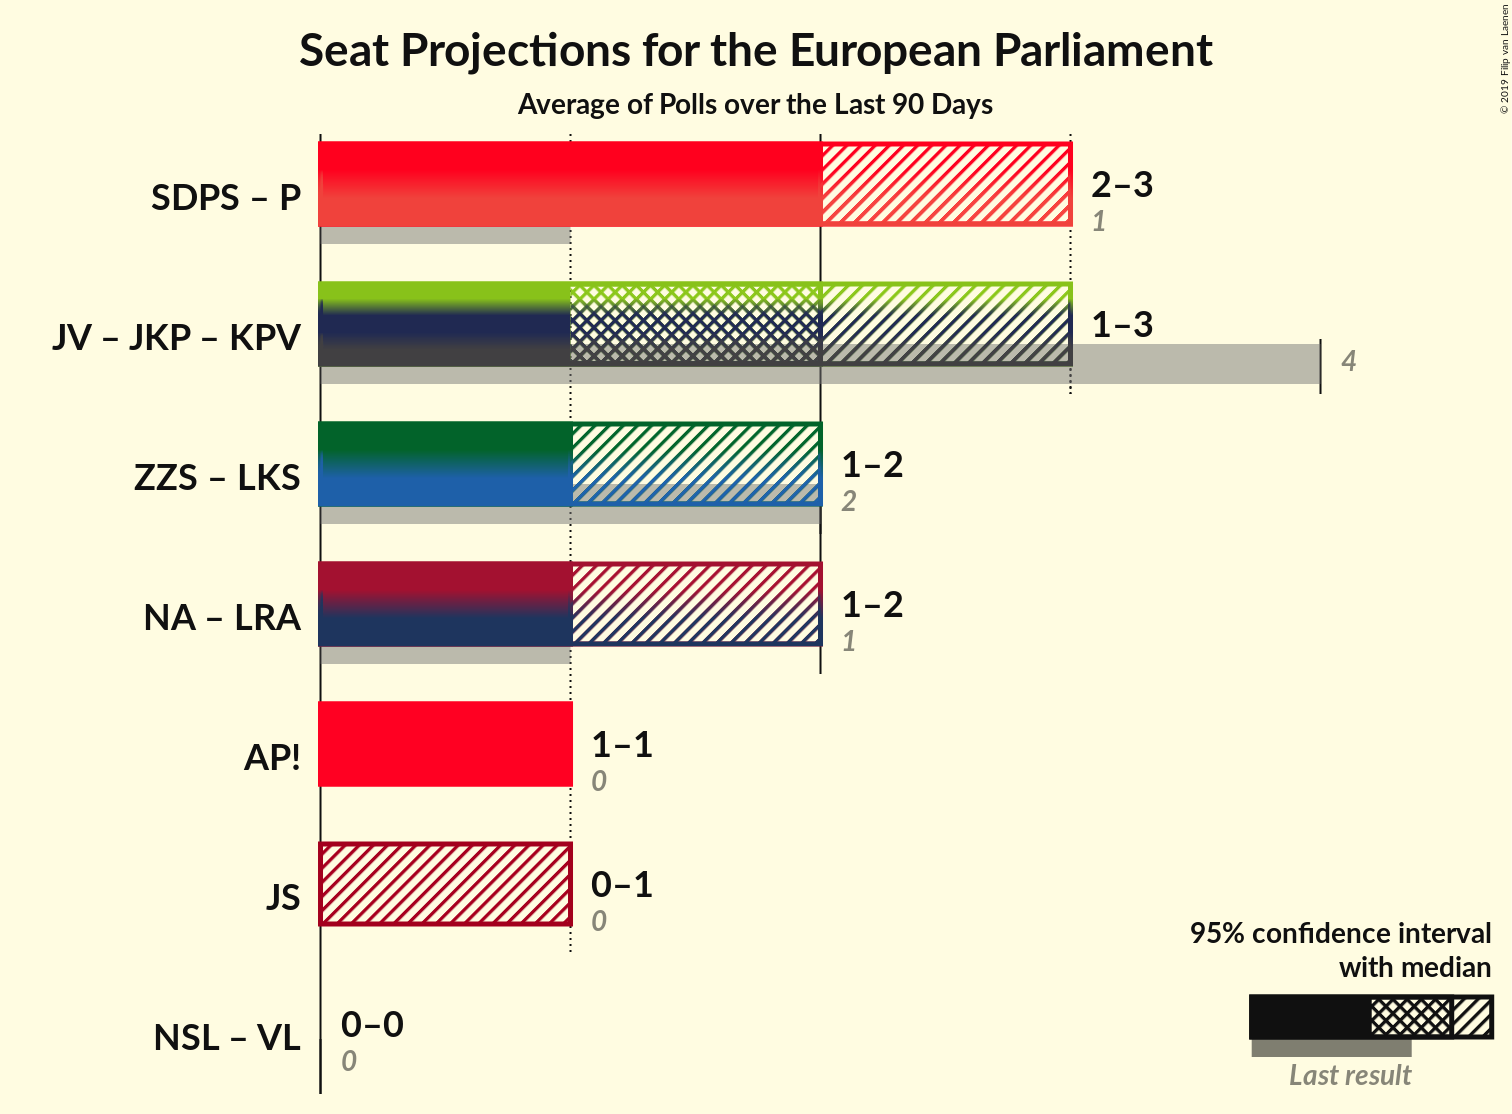 Seat Projections for the European Parliament
Average of Polls over the Last 90 Days
© 2019 Filip van Laenen
SDPS – P
2–3
1
JV – JKP – KPV
1–3
4
ZZS – LKS
1–2
2
NA – LRA
1–2
1
AP!
1–1
0
JS
0–1
0
NSL – VL
0–0
0
95% confidence interval
with median
Last result